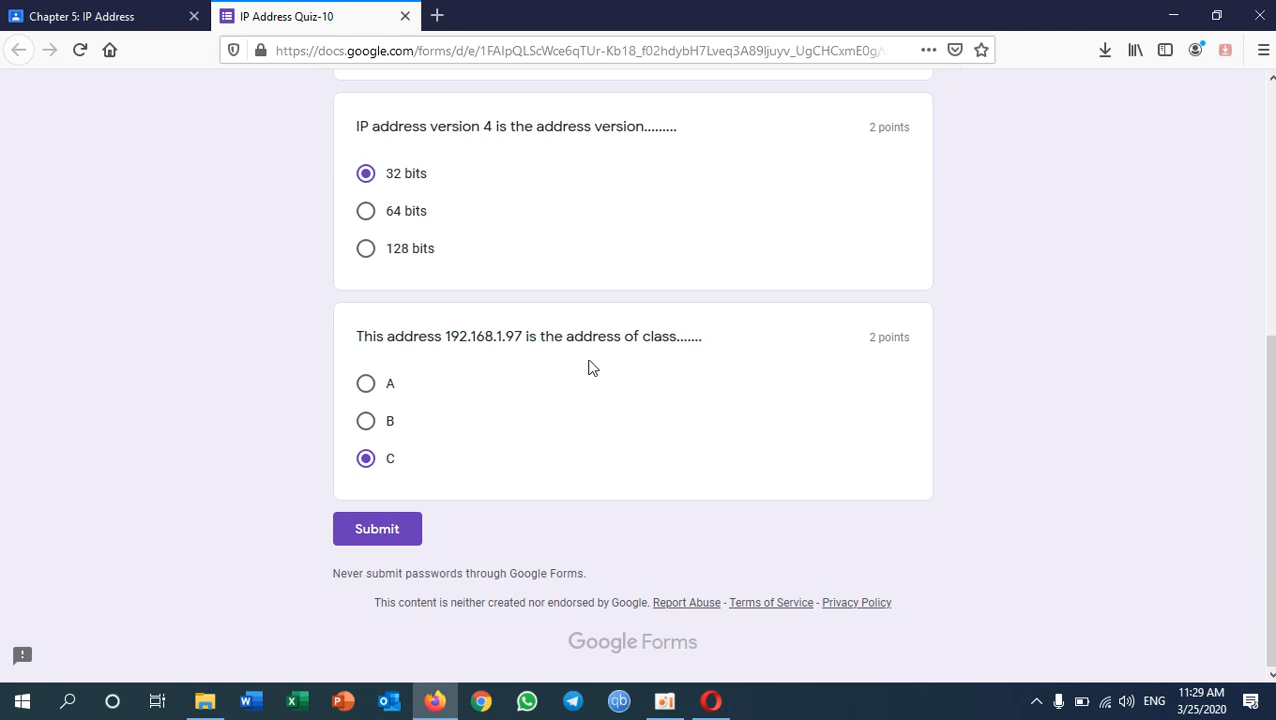 Chapter 5: IP Address
IP Address Quiz-10
https://docs.google.com/forms/d/e/1FAIpQLScWce6qTUr-Kb18_f02hdybH7Lveq3A89ljuyv_UgCHCxmE0g/
IP address version 4 is the address version.........
2 points
32 bits
64 bits
128 bits
This address 192.168.1.97 is the address of class.......
2 points
A
B
C
Submit
Never submit passwords through Google Forms.
This content is neither created nor endorsed by Google. Report Abuse - Terms of Service - Privacy Policy
Google Forms
ENG
11:29 AM
3/25/2020